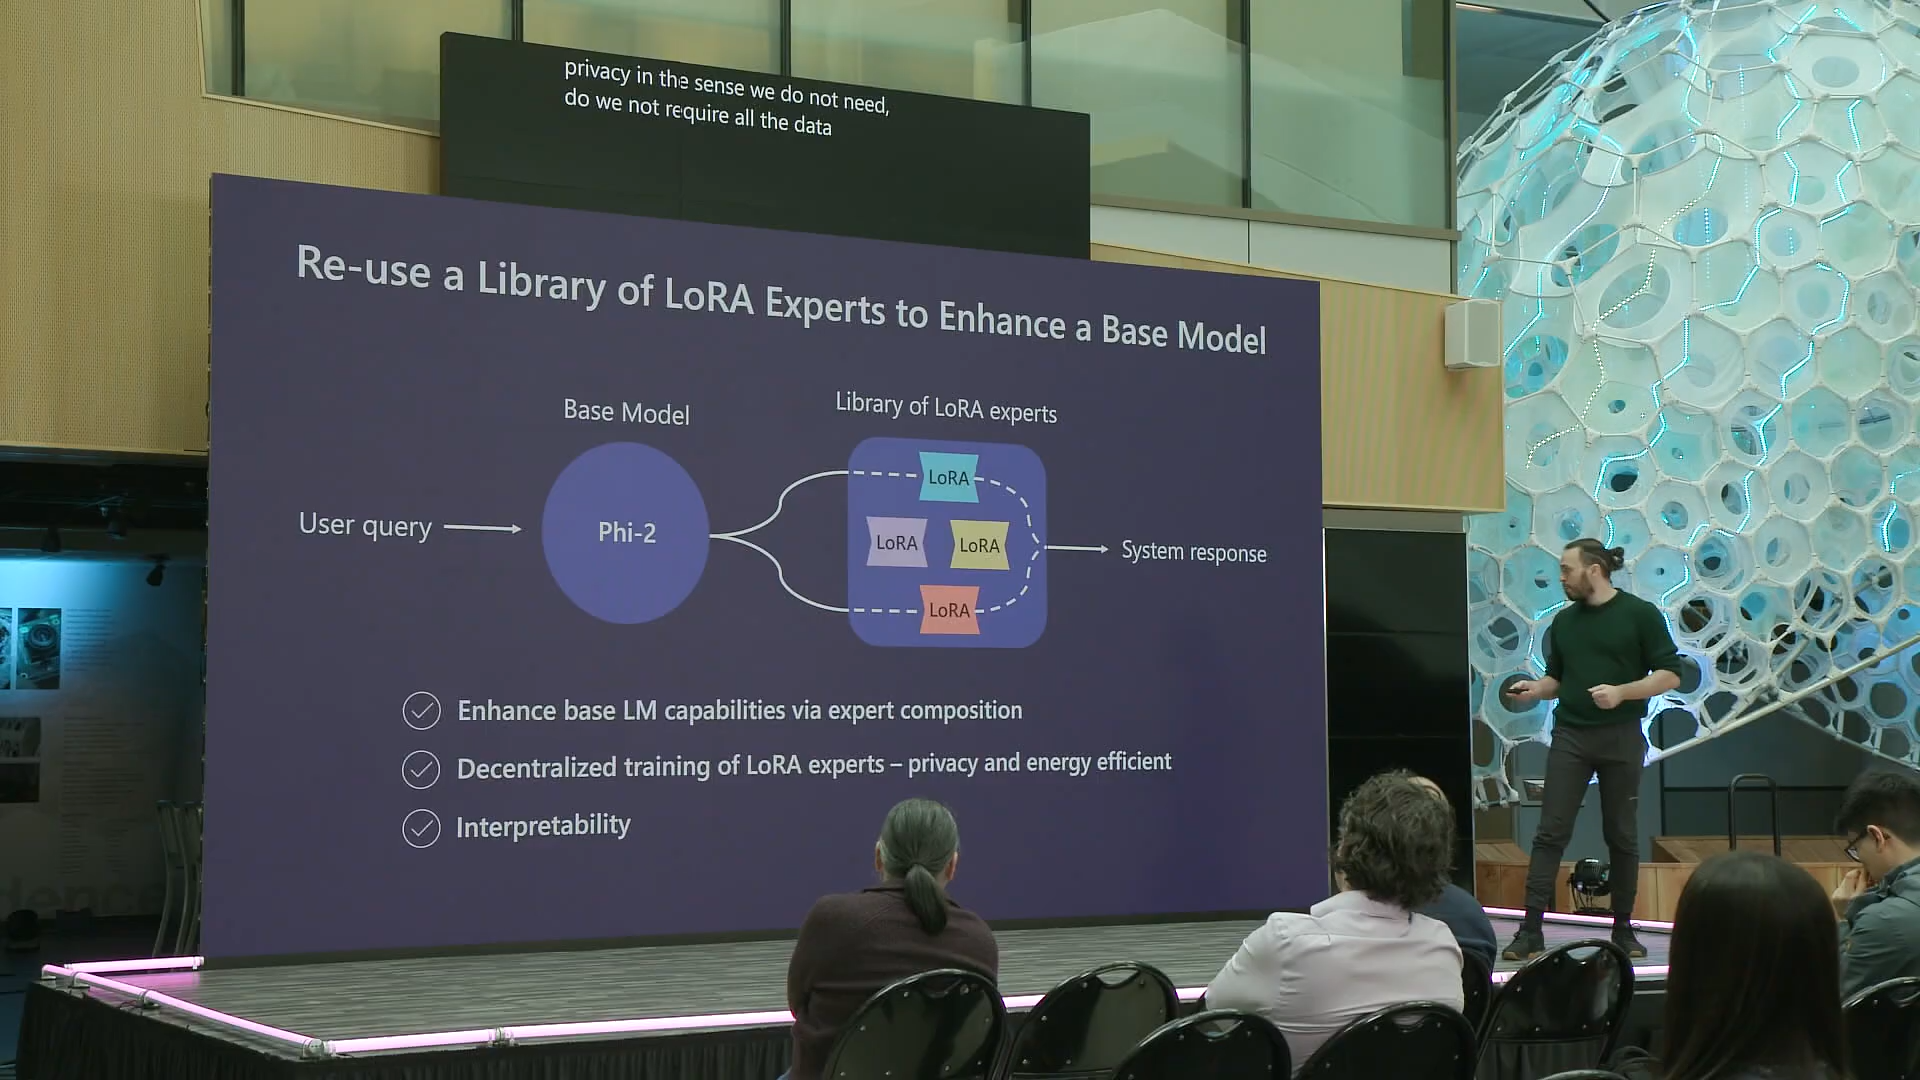 privacy in the sense we do not need,
do we not require all the data
Re-use a Library of LoRA Experts to Enhance a Base Model
Base Model
Library of LoRA experts
User query
Phi-2
LoRA
LoRA
LoRA
LoRA
System response
Enhance base LM capabilities via expert composition
Decentralized training of LoRA experts – privacy and energy efficient
Interpretability